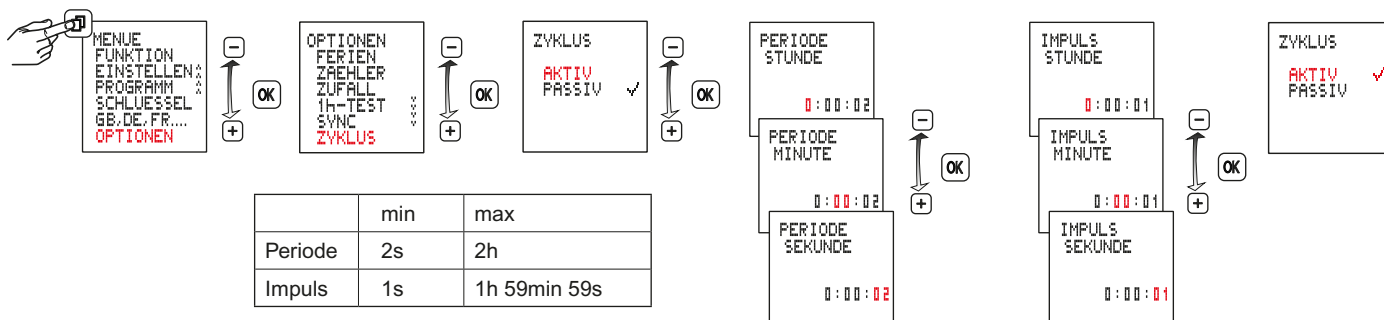 MENUE
FUNKTION
EINSTELLEN
PROGRAMM
SCHLUESSEL
GB,DE,FR....
OPTIONEN
-
+
OK
OPTIONEN
FERIEN
ZAEHLER
ZUFALL
1h-TEST
SYNC
ZYKLUS
-
+
OK
ZYKLUS
AKTIV
PASSIV ✓
-
+
OK
PERIODE
STUNDE
0:00:02
PERIODE
MINUTE
0:00:02
PERIODE
SEKUNDE
0:00:02
-
+
OK
IMPULS
STUNDE
0:00:01
IMPULS
MINUTE
0:00:01
IMPULS
SEKUNDE
0:00:01
-
+
OK
ZYKLUS
AKTIV ✓
PASSIV
min max
Periode 2s 2h
Impuls 1s 1h 59min 59s